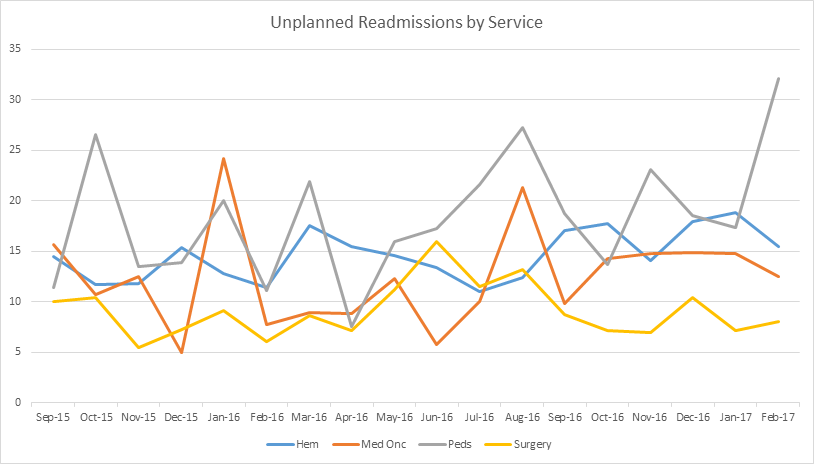 Unplanned Readmissions by Service
35
30
25
20
15
10
5
0
Sep-15 Oct-15 Nov-15 Dec-15 Jan-16 Feb-16 Mar-16 Apr-16 May-16 Jun-16 Jul-16 Aug-16 Sep-16 Oct-16 Nov-16 Dec-16 Jan-17 Feb-17
Hem Med Onc Peds Surgery